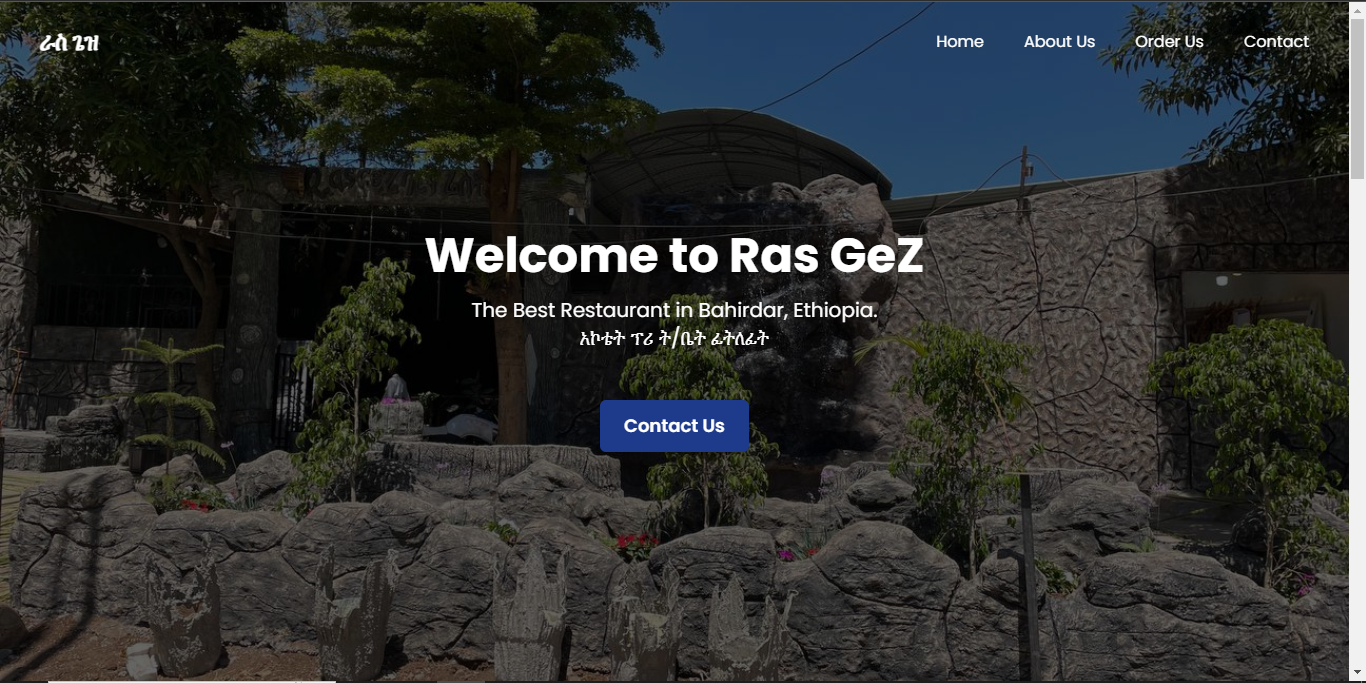 ራስ ጌዝ
Home
About Us
Order Us
Contact
Welcome to Ras GeZ
The Best Restaurant in Bahirdar, Ethiopia.
አኮቴት ፕሪ ት/ቤት ፊትለፊት
Contact Us